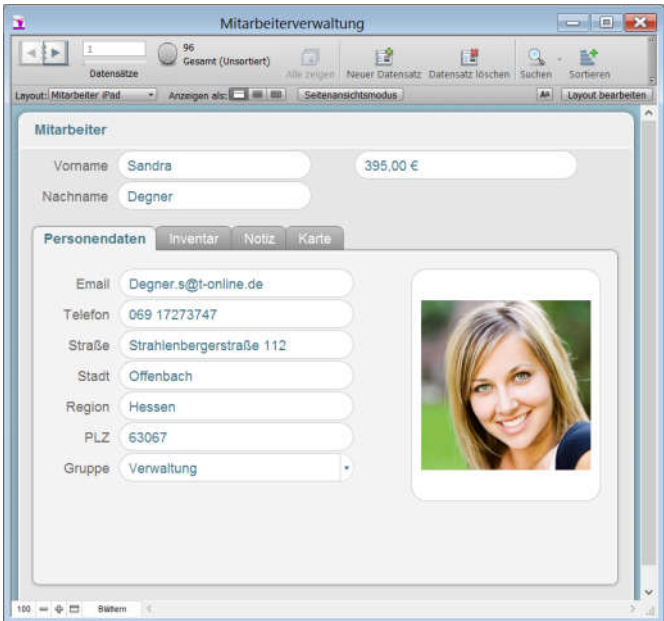 Mitarbeiterverwaltung
1
96
Gesamt (Unsortiert)
Datensätze
Alle zeigen
Neuer Datensatz
Datensatz löschen
Suchen
Sortieren
Layout: Mitarbeiter iPad
Anzeigen als:
Seitenansichtsmodus
Aa
Layout bearbeiten
Mitarbeiter
Vorname Sandra
395,00 €
Nachname Degner
Personendaten Inventar Notiz Karte
Email Degner.s@t-online.de
Telefon 069 17273747
Straße Strahlenbergerstraße 112
Stadt Offenbach
Region Hessen
PLZ 63067
Gruppe Verwaltung
100
Blättern